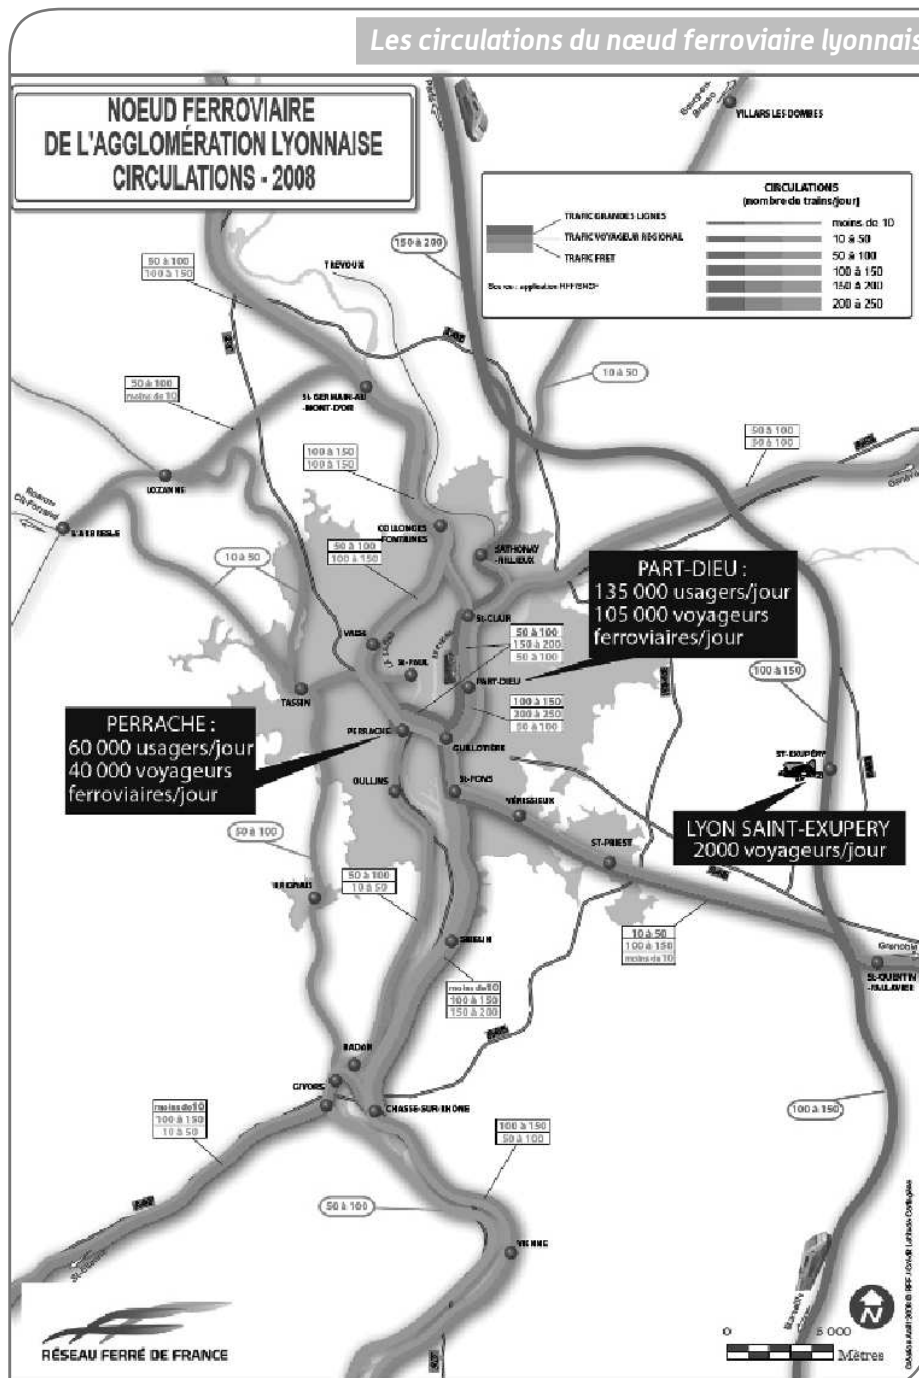 Les circulations du nœud ferroviaire lyonnais
NOEUD FERROVIAIRE
DE L'AGGLOMÉRATION LYONNAISE
CIRCULATIONS - 2008
VILLARS LES DOMBES
CIRCULATIONS
(nombre de trains/jour)
TRAFIC GRANDES LIGNES
TRAFIC VOYAGEUR REGIONAL
TRAFIC FRET
moins de 10
10 à 50
50 à 100
100 à 150
150 à 200
200 à 250
150 à 200
50 à 100
100 à 150
TREVOUX
10 à 50
50 à 100
moins de 10
ST-GERMAIN-AU
-MONT-D'OR
50 à 100
50 à 100
100 à 150
100 à 150
LOZANNE
COLLONGES
-FONTAINES
L'ARBRESLE
50 à 100
100 à 150
SATHONAY
-RILLIEUX
10 à 50
PART-DIEU :
135 000 usagers/jour
105 000 voyageurs
ferroviaires/jour
ST-CLAIR
VAISE
50 à 100
150 à 200
50 à 100
ST-PAUL
TASSIN
PART-DIEU
100 à 150
100 à 150
200 à 250
50 à 100
PERRACHE :
60 000 usagers/jour
40 000 voyageurs
ferroviaires/jour
PERRACHE
GUILLOTIÈRE
ST-EXUPÉRY
OULLINS
ST-FONS
VÉNISSIEUX
LYON SAINT-EXUPERY
2000 voyageurs/jour
50 à 100
ST-PRIEST
50 à 100
10 à 50
BRIGNAIS
10 à 50
100 à 150
moins de 10
SEREZIN
Grenoble
ST-QUENTIN
-FALLAVIER
moins de 10
100 à 150
150 à 200
BADAN
GIVORS
CHASSE-SUR-RHÔNE
moins de 10
100 à 150
10 à 50
100 à 150
100 à 150
50 à 100
50 à 100
VIENNE
St-Etienne
Marseille
N
0 5 000
Mètres
RÉSEAU FERRÉ DE FRANCE